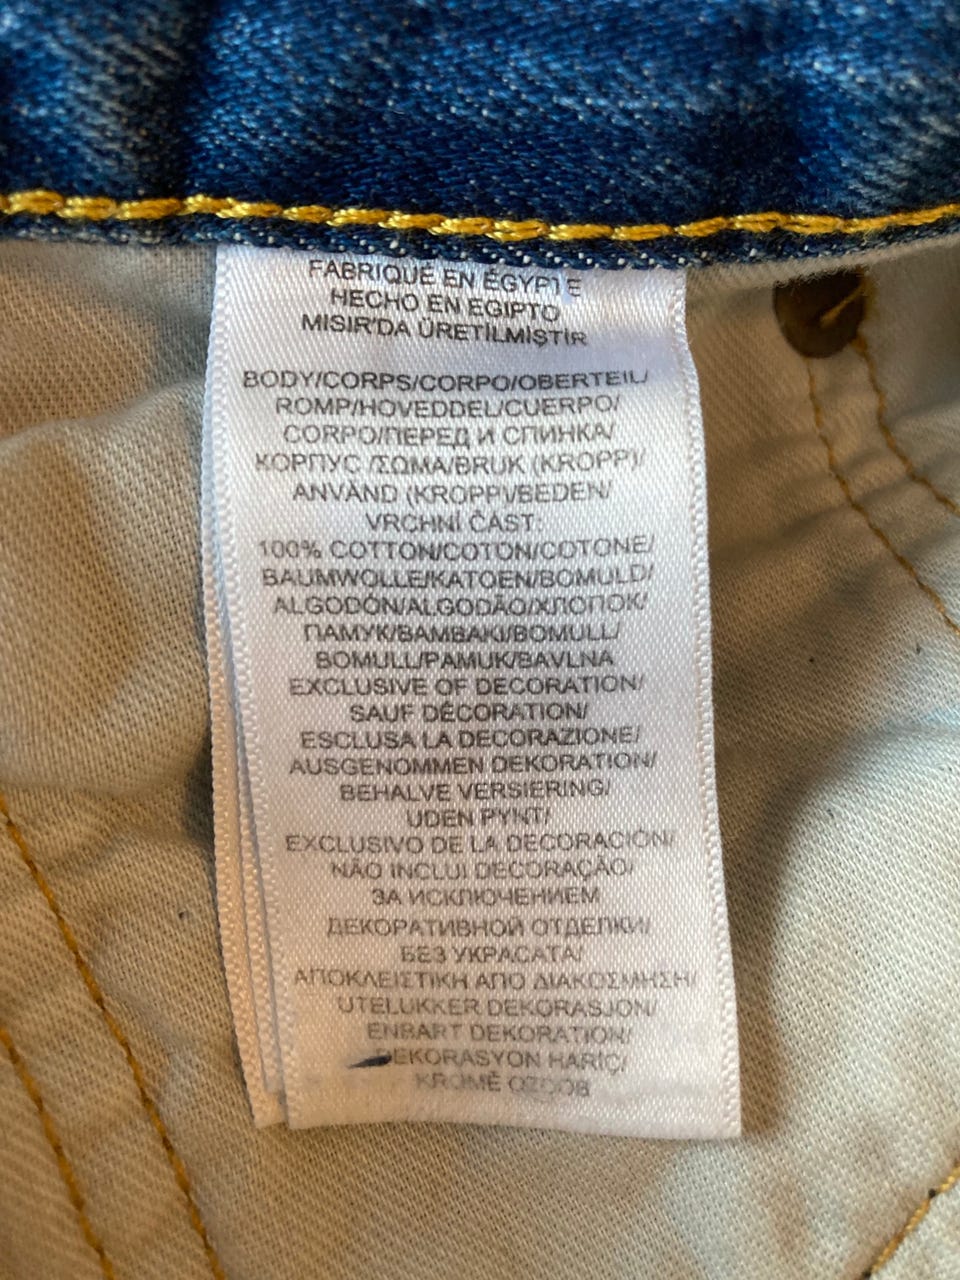 FABRIQUÉ EN ÉGYPTE
HECHO EN EGIPTO
MISIR'DA ÜRETİLMİŞTİR
BODY/CORPS/CORPO/OBERTEIL/
ROMP/HOVEDDEL/CUERPO/
CORPO/ПЕРЕД И СПИНКА/
КОРПУС /ΣΩΜΑ/BRUK (KROPP)/
ANVÄND (KROPP)/BEDEN/
VRCHNÍ ČAST:
100% COTTON/COTON/COTONE/
BAUMWOLLE/KATOEN/BOMULD/
ALGODÓN/ALGODÃO/ХЛОПОК/
ПАМУК/ΒΑΜΒΑΚΙ/BOMULL/
BOMULL/PAMUK/BAVLNA
EXCLUSIVE OF DECORATION/
SAUF DÉCORATION/
ESCLUSA LA DECORAZIONE/
AUSGENOMMEN DEKORATION/
BEHALVE VERSIERING/
UDEN PYNT/
EXCLUSIVO DE LA DECORACIÓN/
NÃO INCLUI DECORAÇÃO/
ЗА ИСКЛЮЧЕНИЕМ
ДЕКОРАТИВНОЙ ОТДЕЛКИ/
БЕЗ УКРАСАТА/
ΑΠΟΚΛΕΙΣΤΙΚΗ ΑΠΟ ΔΙΑΚΟΣΜΗΣΗ/
UTELUKKER DEKORASJON/
ENBART DEKORATION/
DEKORASYON HARİÇ/
KROMĚ OZDOB